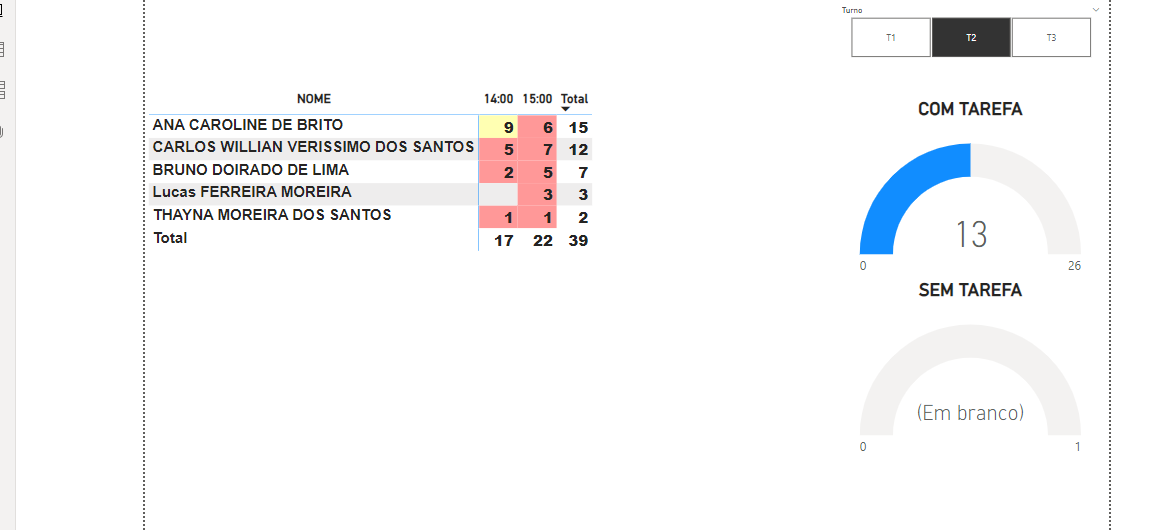 Turno
T1 T2 T3
NOME 14:00 15:00 Total
ANA CAROLINE DE BRITO 9 6 15
CARLOS WILLIAN VERISSIMO DOS SANTOS 5 7 12
BRUNO DOIRADO DE LIMA 2 5 7
Lucas FERREIRA MOREIRA 3 3
THAYNA MOREIRA DOS SANTOS 1 1 2
Total 17 22 39
COM TAREFA
13
0 26
SEM TAREFA
(Em branco)
0 1